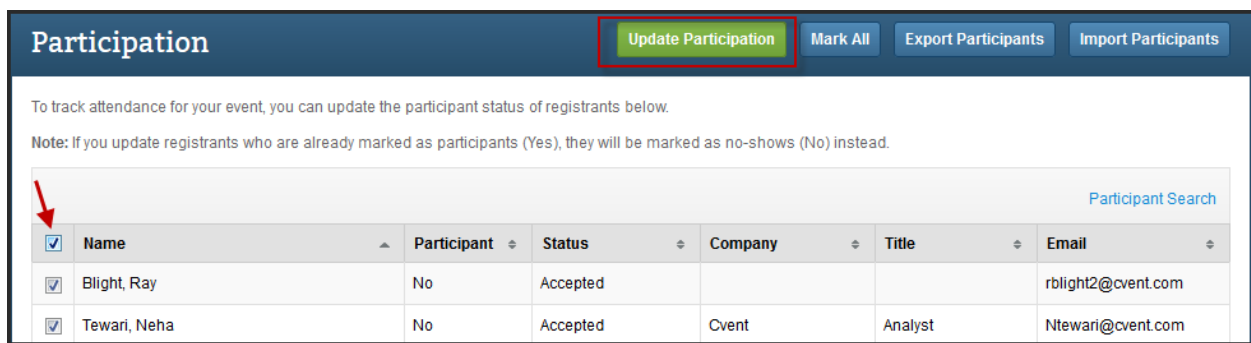 Participation
Update Participation Mark All Export Participants Import Participants
To track attendance for your event, you can update the participant status of registrants below.
Note: If you update registrants who are already marked as participants (Yes), they will be marked as no-shows (No) instead.
Participant Search
Name Participant Status Company Title Email
Blight, Ray No Accepted rblight2@cvent.com
Tewari, Neha No Accepted Cvent Analyst Ntewari@cvent.com